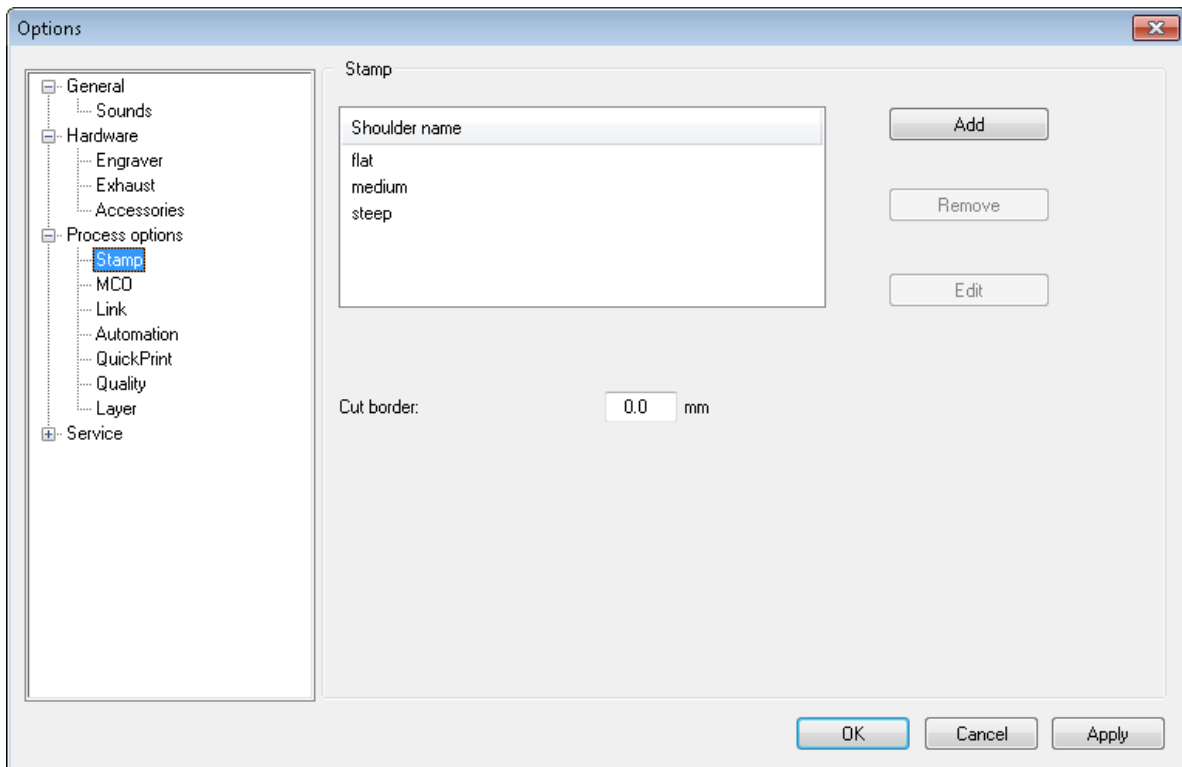 Options
General
Sounds
Hardware
Engraver
Exhaust
Accessories
Process options
Stamp
MCO
Link
Automation
QuickPrint
Quality
Layer
Service
Stamp
Shoulder name
flat
medium
steep
Add
Remove
Edit
Cut border: 0.0 mm
OK Cancel Apply